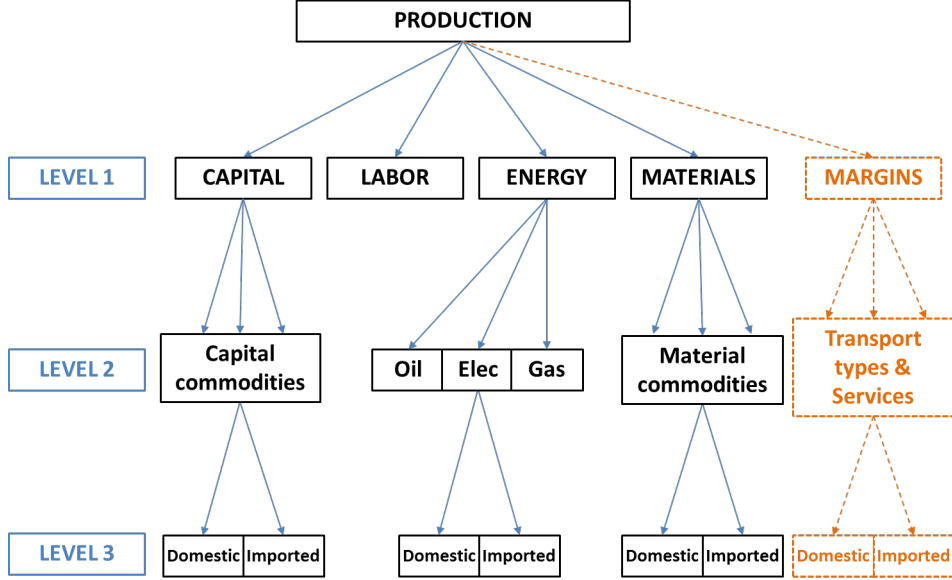 PRODUCTION
LEVEL 1
CAPITAL
LABOR
ENERGY
MATERIALS
MARGINS
LEVEL 2
Capital
commodities
Oil
Elec
Gas
Material
commodities
Transport
types &
Services
LEVEL 3
Domestic
Imported
Domestic
Imported
Domestic
Imported
Domestic
Imported